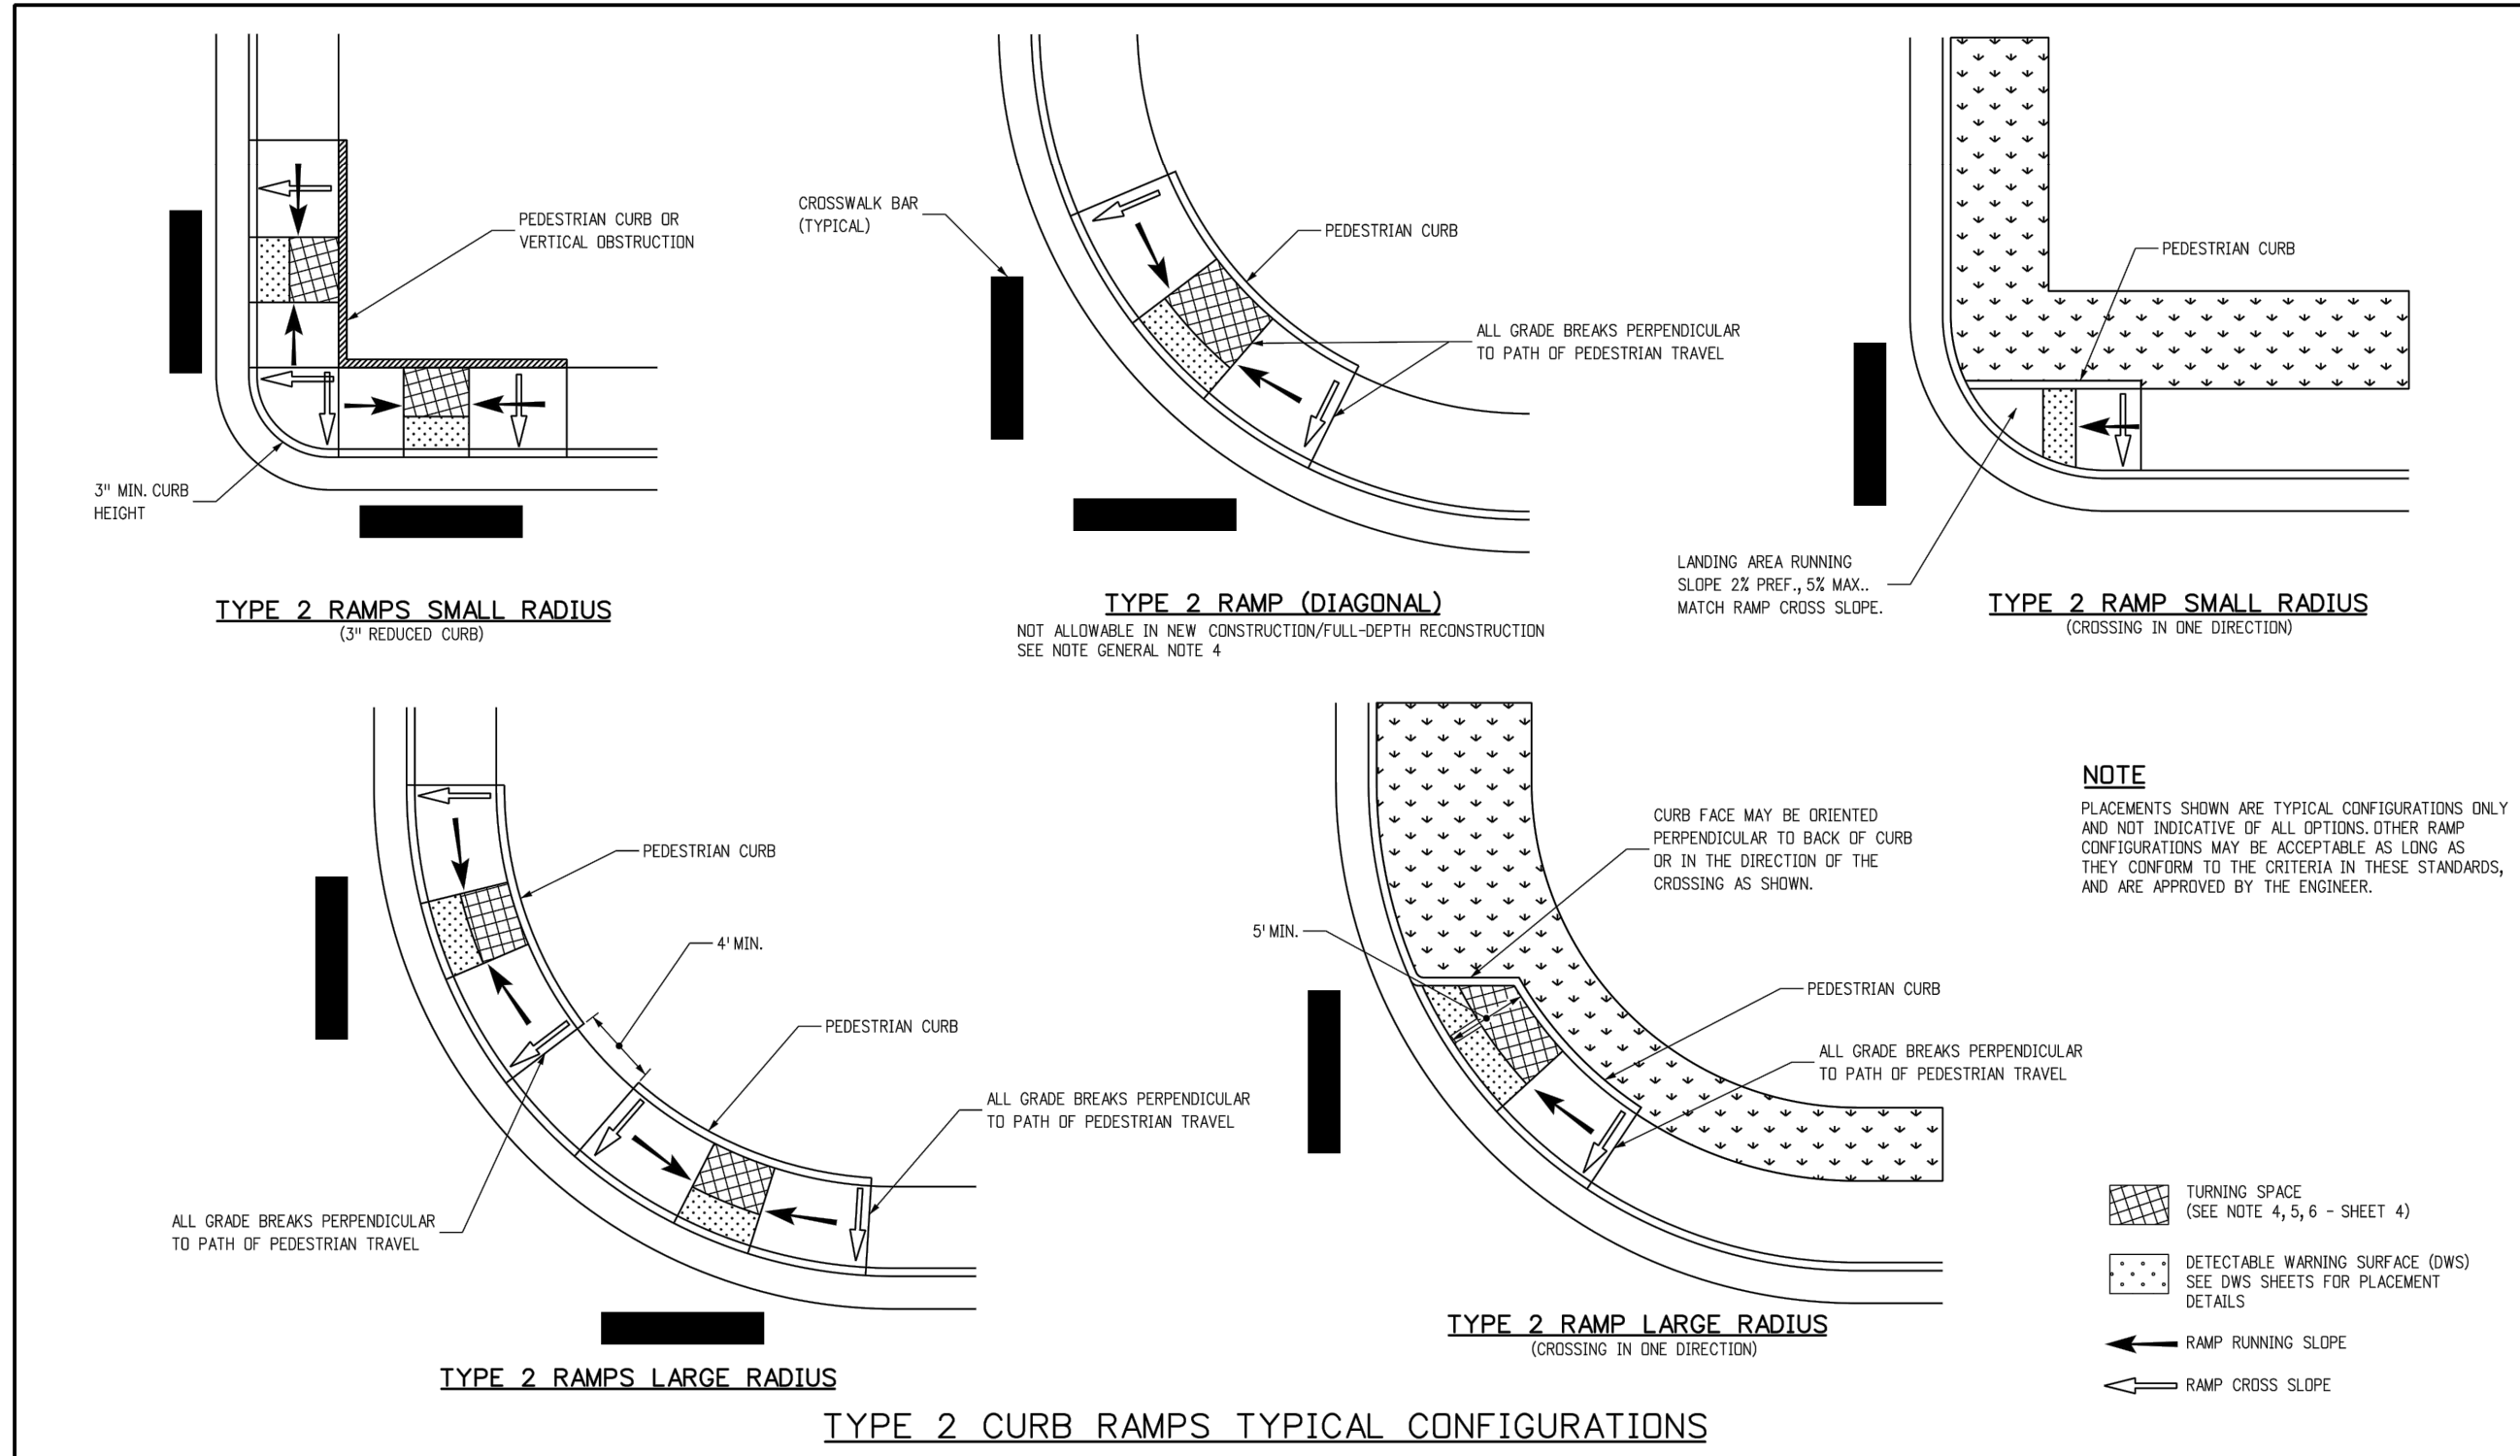 PEDESTRIAN CURB OR
VERTICAL OBSTRUCTION
3" MIN. CURB
HEIGHT
TYPE 2 RAMPS SMALL RADIUS
(3" REDUCED CURB)
CROSSWALK BAR
(TYPICAL)
PEDESTRIAN CURB
ALL GRADE BREAKS PERPENDICULAR
TO PATH OF PEDESTRIAN TRAVEL
TYPE 2 RAMP (DIAGONAL)
NOT ALLOWABLE IN NEW CONSTRUCTION/FULL-DEPTH RECONSTRUCTION
SEE NOTE GENERAL NOTE 4
PEDESTRIAN CURB
LANDING AREA RUNNING
SLOPE 2% PREF., 5% MAX..
MATCH RAMP CROSS SLOPE.
TYPE 2 RAMP SMALL RADIUS
(CROSSING IN ONE DIRECTION)
PEDESTRIAN CURB
4' MIN.
PEDESTRIAN CURB
ALL GRADE BREAKS PERPENDICULAR
TO PATH OF PEDESTRIAN TRAVEL
ALL GRADE BREAKS PERPENDICULAR
TO PATH OF PEDESTRIAN TRAVEL
TYPE 2 RAMPS LARGE RADIUS
CURB FACE MAY BE ORIENTED
PERPENDICULAR TO BACK OF CURB
OR IN THE DIRECTION OF THE
CROSSING AS SHOWN.
5' MIN.
PEDESTRIAN CURB
ALL GRADE BREAKS PERPENDICULAR
TO PATH OF PEDESTRIAN TRAVEL
TYPE 2 RAMP LARGE RADIUS
(CROSSING IN ONE DIRECTION)
NOTE
PLACEMENTS SHOWN ARE TYPICAL CONFIGURATIONS ONLY
AND NOT INDICATIVE OF ALL OPTIONS. OTHER RAMP
CONFIGURATIONS MAY BE ACCEPTABLE AS LONG AS
THEY CONFORM TO THE CRITERIA IN THESE STANDARDS,
AND ARE APPROVED BY THE ENGINEER.
TURNING SPACE
(SEE NOTE 4, 5, 6 - SHEET 4)
DETECTABLE WARNING SURFACE (DWS)
SEE DWS SHEETS FOR PLACEMENT
DETAILS
RAMP RUNNING SLOPE
RAMP CROSS SLOPE
TYPE 2 CURB RAMPS TYPICAL CONFIGURATIONS